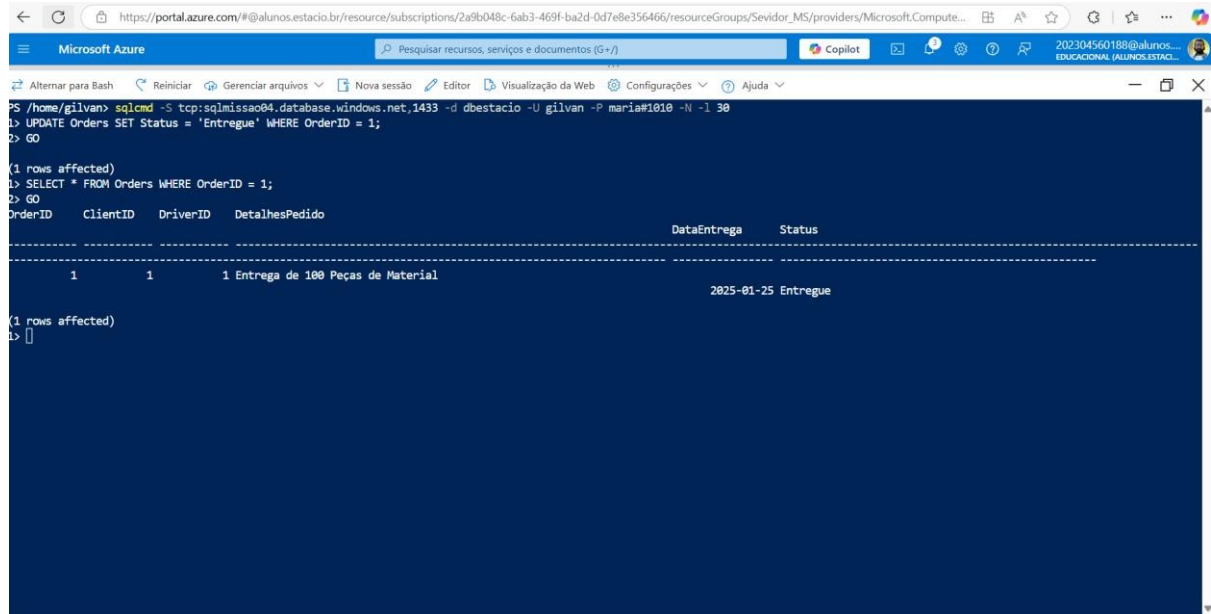 https://portal.azure.com/#@alunos.estacio.br/resource/subscriptions/2a9b048c-6ab3-469f-ba2d-0d7e8e356466/resourceGroups/Sevidor_MS/providers/Microsoft.Compute...
Microsoft Azure
Pesquisar recursos, serviços e documentos (G+/)
Copilot
3
202304560188@alunos....
EDUCACIONAL (ALUNOS.ESTACI...
Alternar para Bash Reiniciar Gerenciar arquivos Nova sessão Editor Visualização da Web Configurações Ajuda
PS /home/gilvan> sqlcmd -S tcp:sqlmissao04.database.windows.net,1433 -d dbestacio -U gilvan -P maria#1010 -N -l 30
1> UPDATE Orders SET Status = 'Entregue' WHERE OrderID = 1;
2> GO
(1 rows affected)
1> SELECT * FROM Orders WHERE OrderID = 1;
2> GO
OrderID ClientID DriverID DetalhesPedido
DataEntrega Status
1 1 1 Entrega de 100 Peças de Material
2025-01-25 Entregue
(1 rows affected)
1>